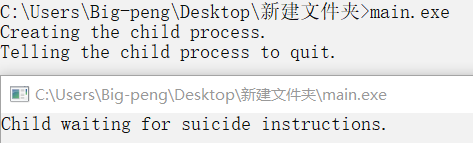 C:\Users\Big-peng\Desktop\新建文件夹>main.exe
Creating the child process.
Telling the child process to quit.
C:\Users\Big-peng\Desktop\新建文件夹\main.exe
Child waiting for suicide instructions.